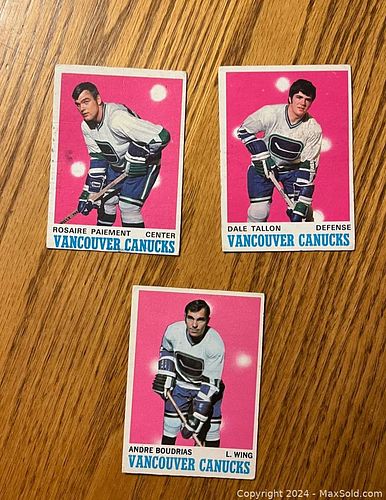 ROSAIRE PAIEMENT CENTER
VANCOUVER CANUCKS
DALE TALLON DEFENSE
VANCOUVER CANUCKS
ANDRE BOUDRIAS L. WING
VANCOUVER CANUCKS
Copyright © 2024 - MaxSold.com